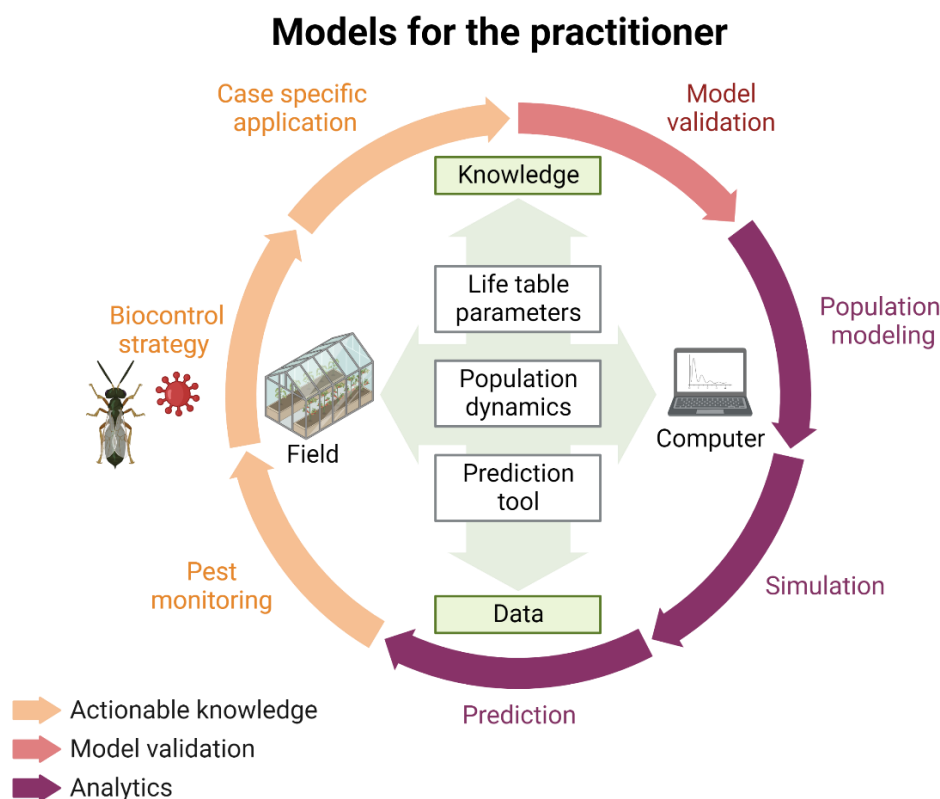 Models for the practitioner
Case specific
application
Model
validation
Knowledge
Life table
parameters
Population
modeling
Biocontrol
strategy
Population
dynamics
Field
Computer
Prediction
tool
Pest
monitoring
Simulation
Data
Prediction
Actionable knowledge
Model validation
Analytics